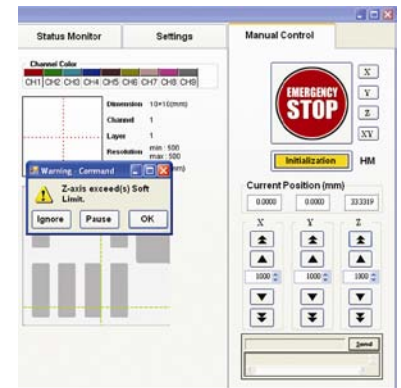 Status Monitor
Settings
Manual Control
Channel Color
CH1 CH2 CH3 CH4 CH5 CH6 CH7 CH8 CH9
Dimension 10*10(mm)
Channel 1
Layer 1
Resolution min : 500
max : 500
Warning - Command
Z-axis exceed(s) Soft
Limit.
Ignore
Pause
OK
EMERGENCY
STOP
X
Y
Z
XY
Initialization
HM
Current Position (mm)
0.0000
0.0000
33.3319
X
Y
Z
1000
1000
1000
Send